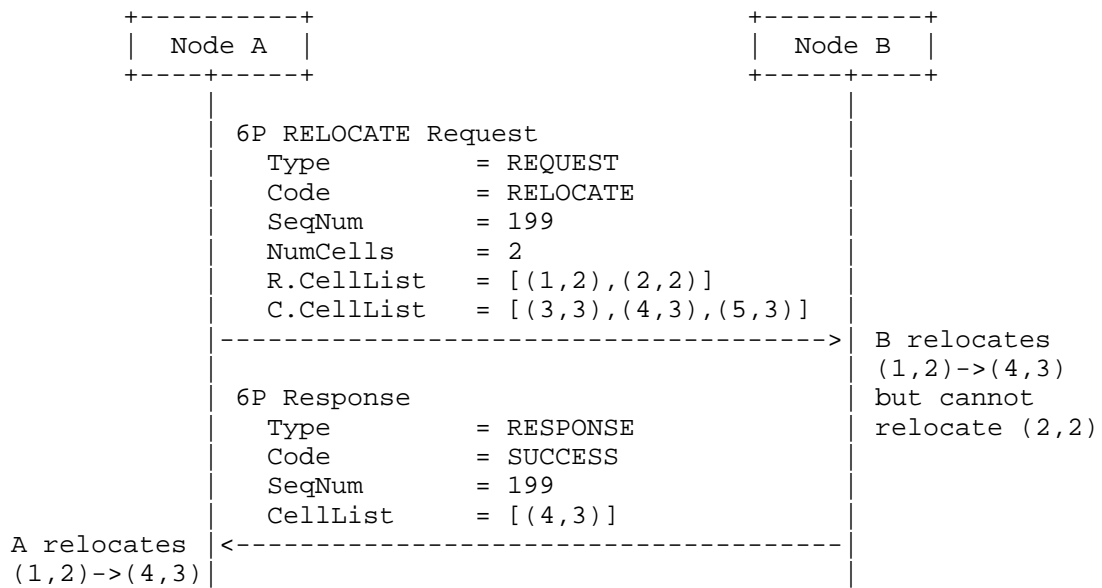 +----------+                           +----------+
|  Node A  |                           |  Node B  |
+----+-----+                           +-----+----+
|                                       |
| 6P RELOCATE Request                   |
|   Type         = REQUEST              |
|   Code         = RELOCATE             |
|   SeqNum       = 199                  |
|   NumCells     = 2                    |
|   R.CellList   = [(1,2),(2,2)]        |
|   C.CellList   = [(3,3),(4,3),(5,3)]  |
|-------------------------------------->| B relocates
|                                       | (1,2)->(4,3)
| 6P Response                           | but cannot
|   Type         = RESPONSE             | relocate (2,2)
|   Code         = SUCCESS              |
|   SeqNum       = 199                  |
|   CellList     = [(4,3)]              |
A relocates |<--------------------------------------|
(1,2)->(4,3)|                                       |